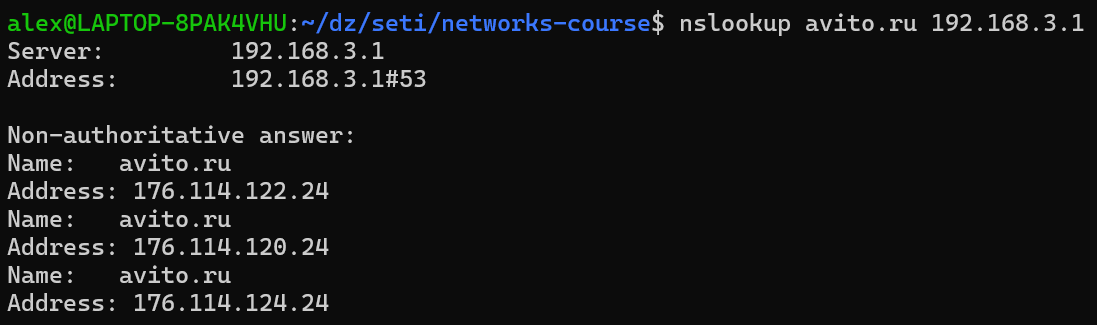 alex@LAPTOP-8PAK4VHU:~/dz/seti/networks-course$ nslookup avito.ru 192.168.3.1
Server:         192.168.3.1
Address:        192.168.3.1#53

Non-authoritative answer:
Name:   avito.ru
Address: 176.114.122.24
Name:   avito.ru
Address: 176.114.120.24
Name:   avito.ru
Address: 176.114.124.24